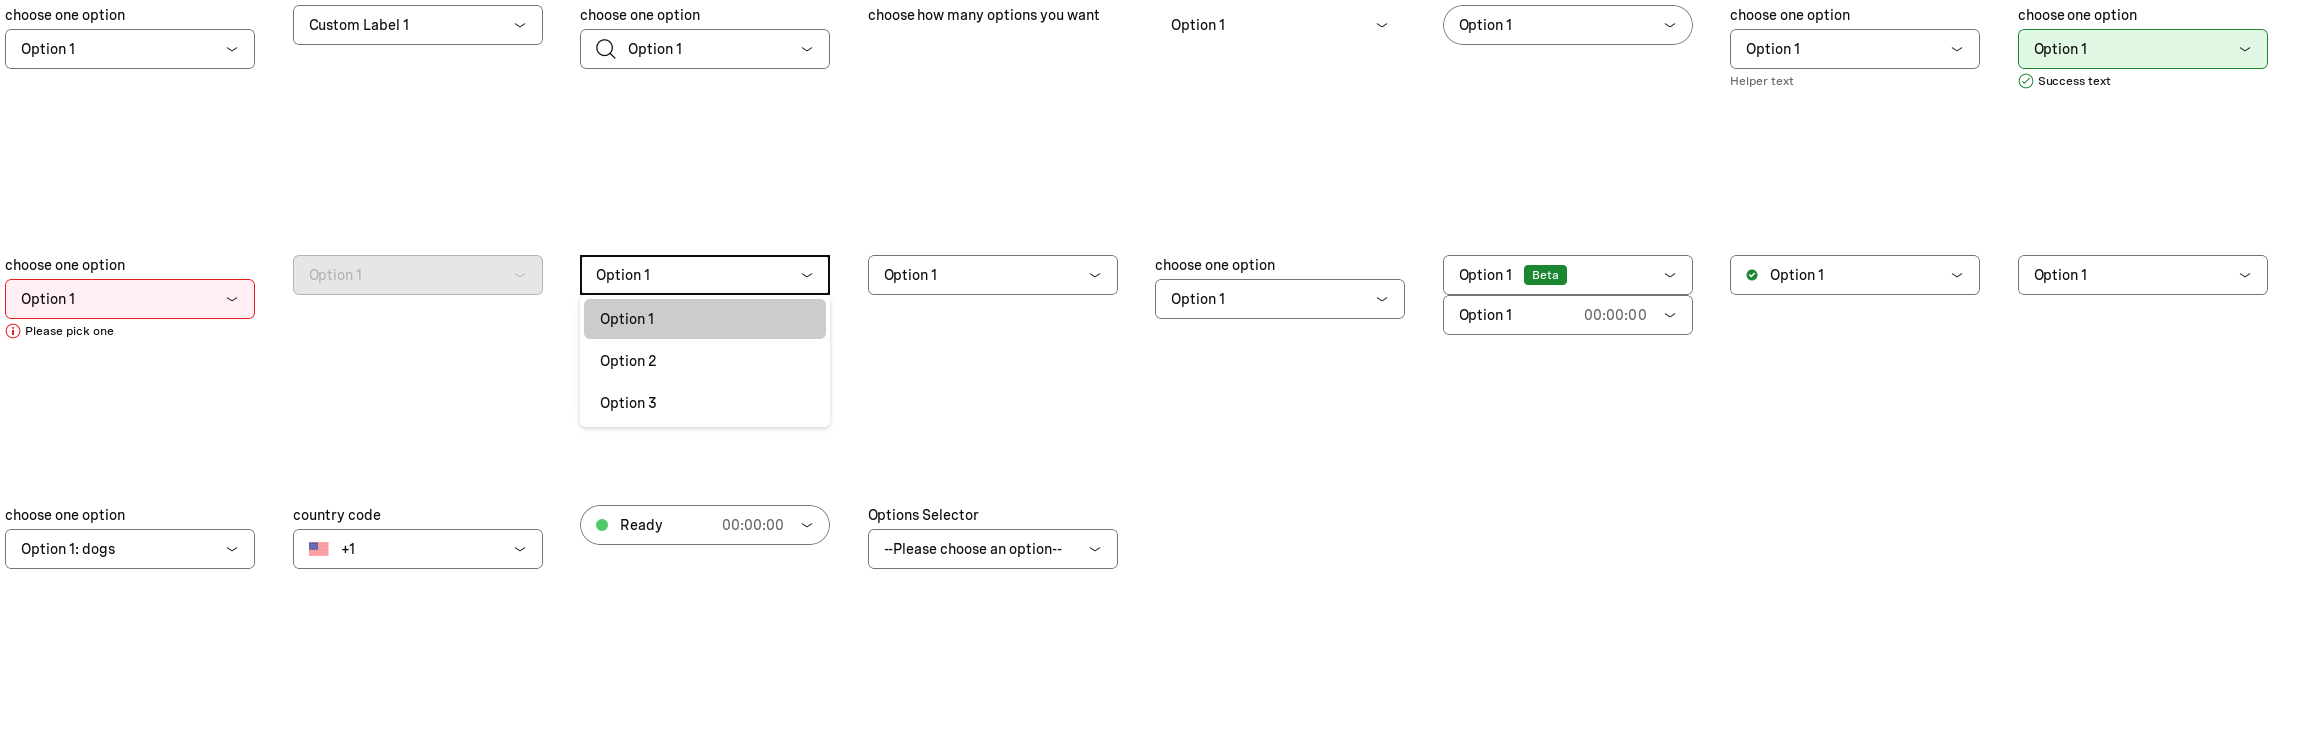 choose one option
Option 1
Custom Label 1
choose one option
Option 1
choose how many options you want
Option 1
Option 1
choose one option
Option 1
Helper text
choose one option
Option 1
Success text
choose one option
Option 1
Please pick one
Option 1
Option 1
Option 1
Option 2
Option 3
Option 1
choose one option
Option 1
Option 1 Beta
Option 1 00:00:00
Option 1
Option 1
choose one option
Option 1: dogs
country code
+1
Ready 00:00:00
Options Selector
--Please choose an option--